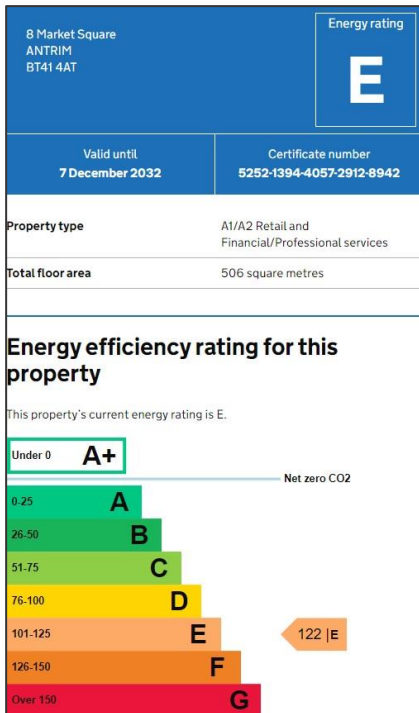 8 Market Square
ANTRIM
BT41 4AT
Energy rating
E
Valid until
7 December 2032
Certificate number
5252-1394-4057-2912-8942
Property type
A1/A2 Retail and
Financial/Professional services
Total floor area
506 square metres
Energy efficiency rating for this
property
This property's current energy rating is E.
Under 0 A+
Net zero CO2
0-25 A
26-50 B
51-75 C
76-100 D
101-125 E
122 | E
126-150 F
Over 150 G